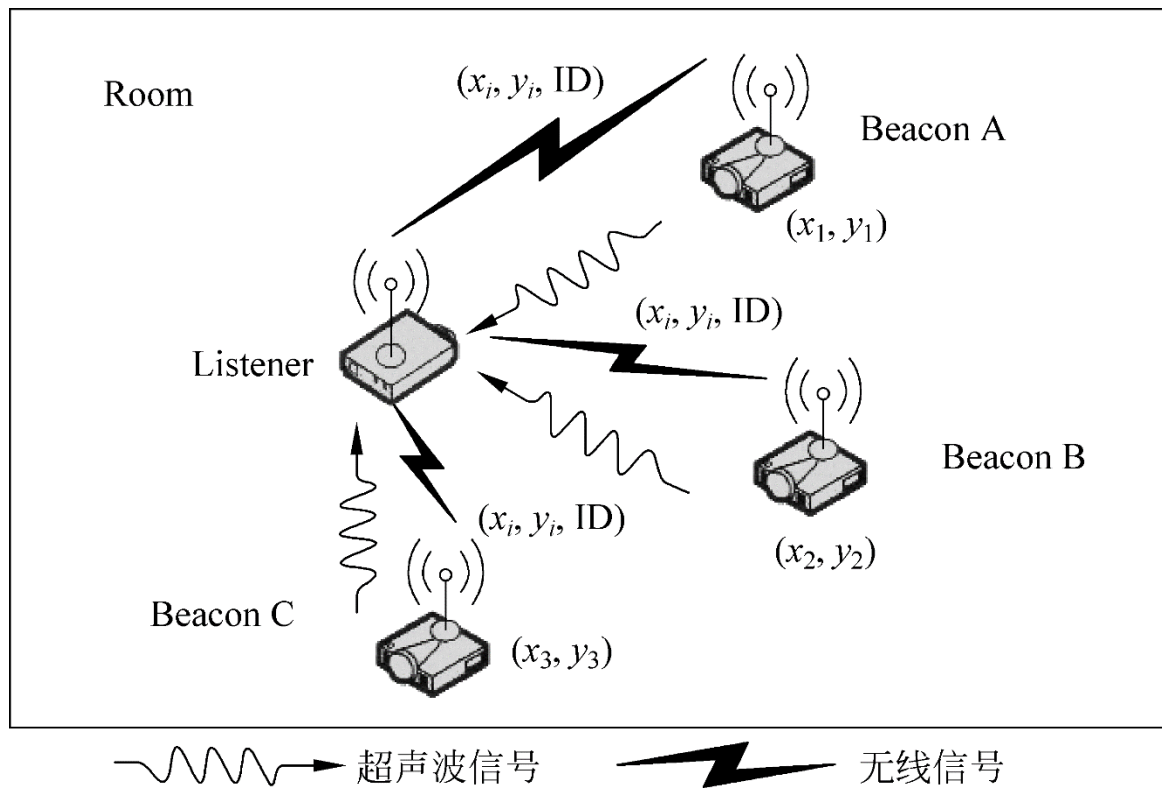 Room
(xi, yi, ID)
Beacon A
(x1, y1)
(xi, yi, ID)
Listener
Beacon B
(xi, yi, ID)
(x2, y2)
Beacon C
(x3, y3)
超声波信号 无线信号